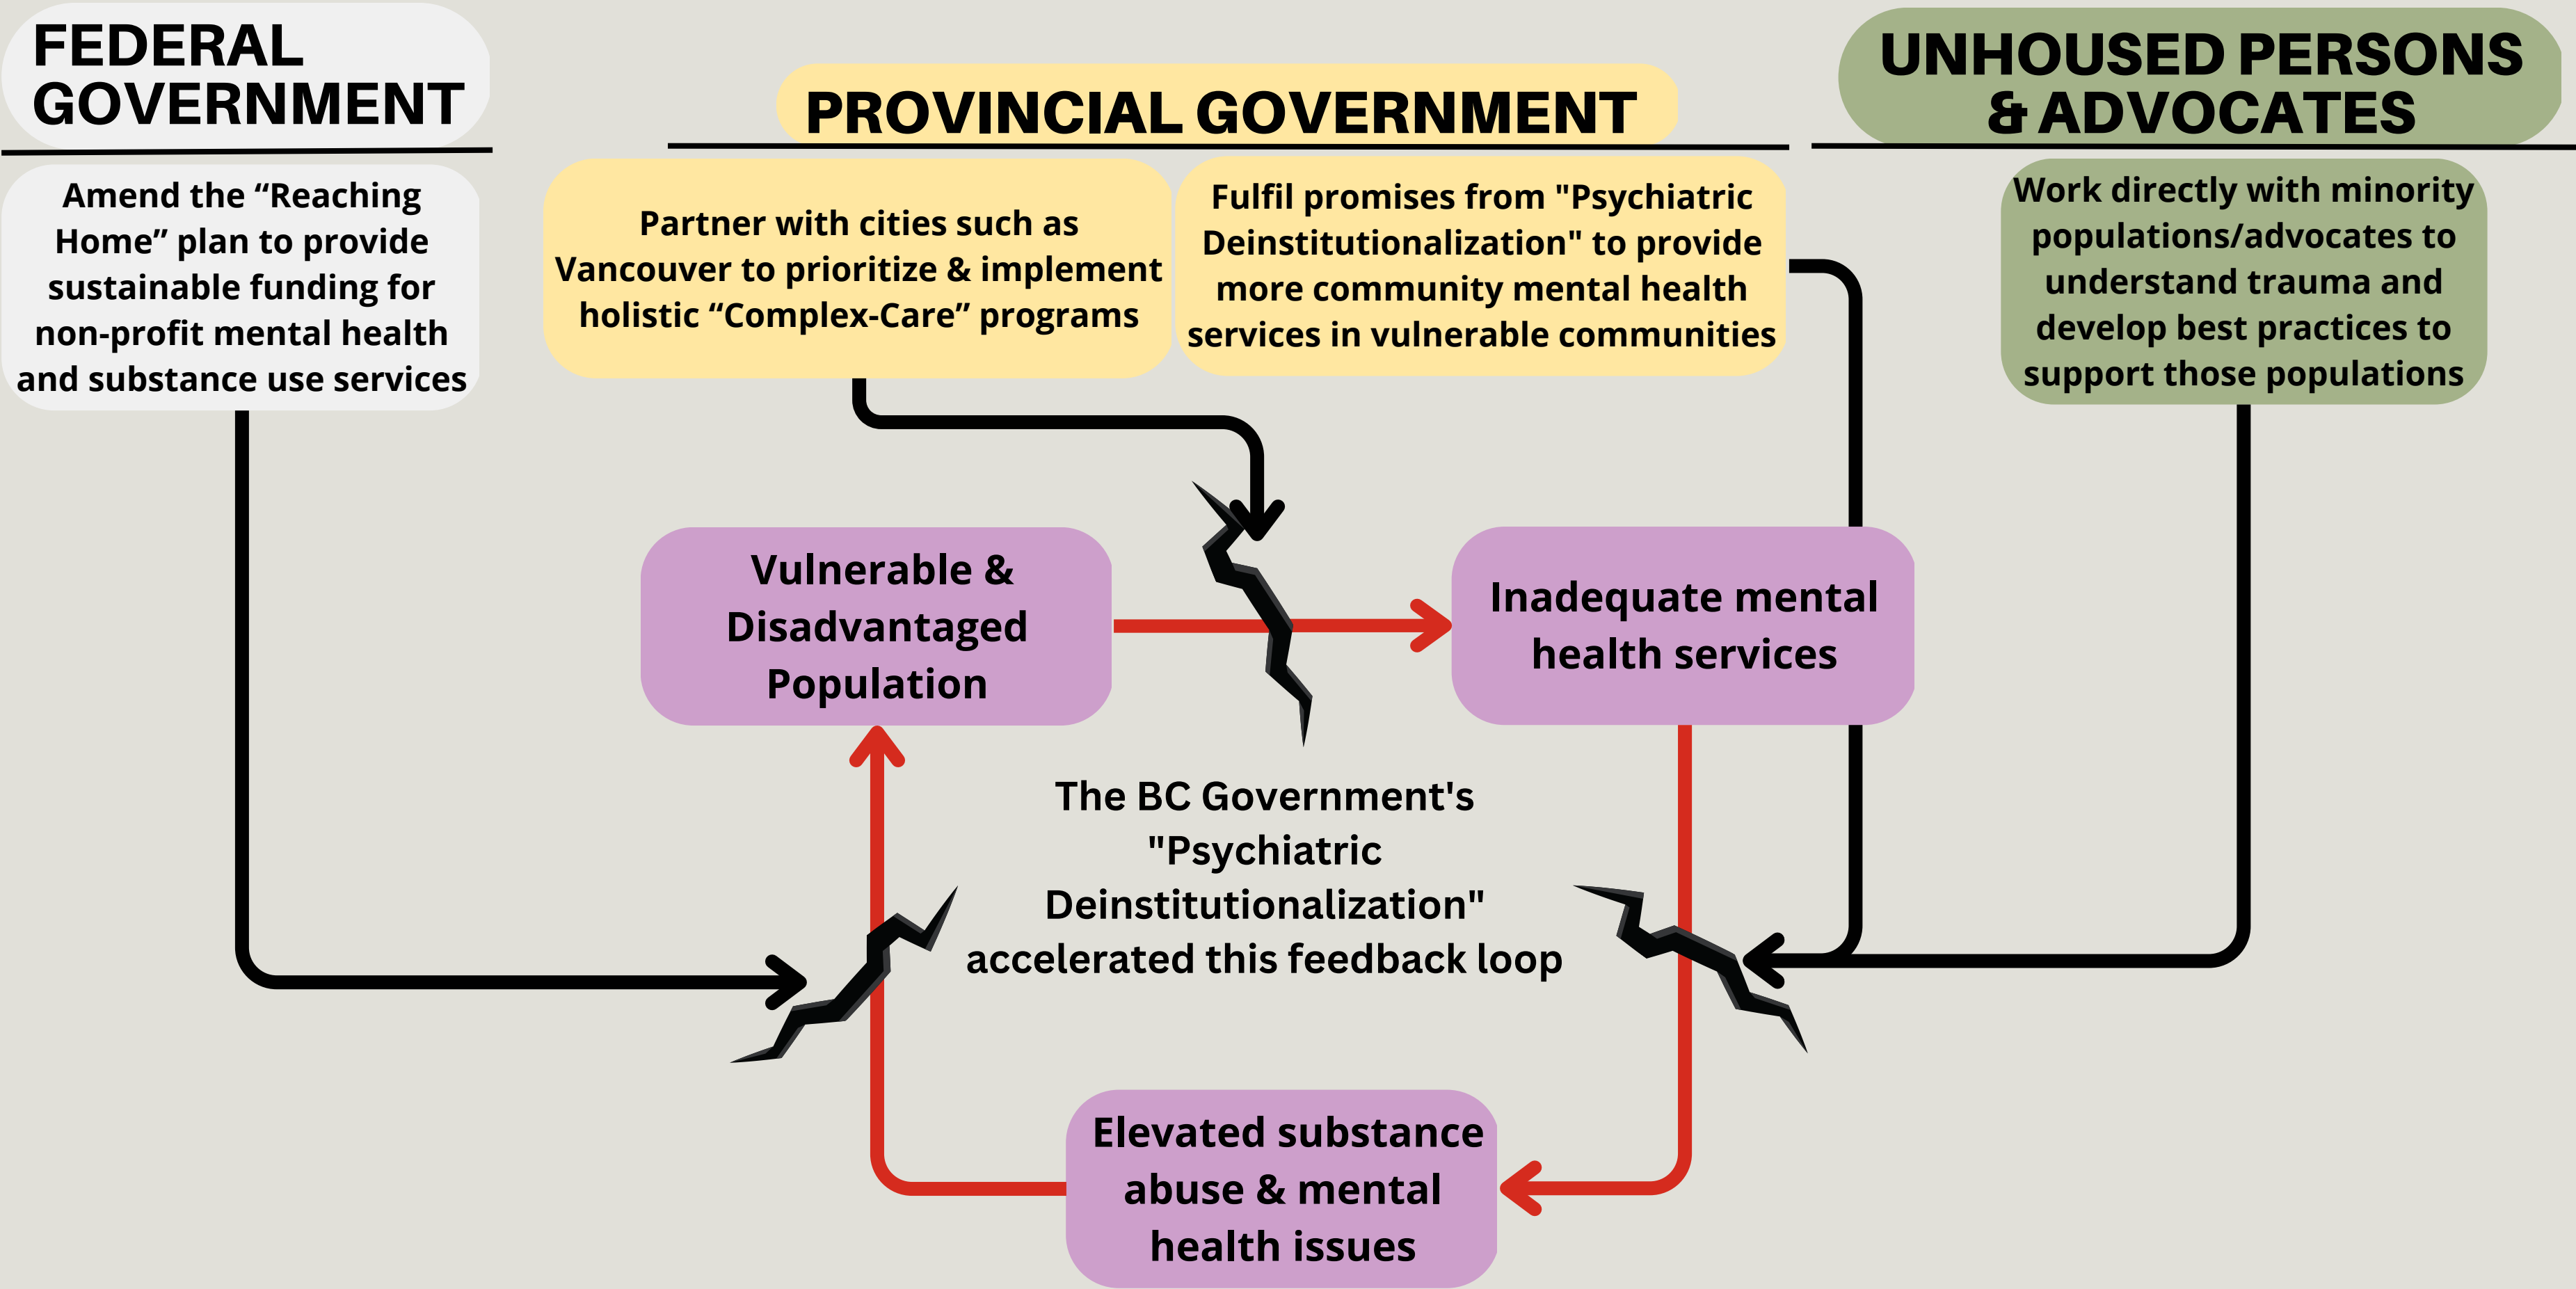 FEDERAL
GOVERNMENT
Amend the “Reaching
Home” plan to provide
sustainable funding for
non-profit mental health
and substance use services
PROVINCIAL GOVERNMENT
Partner with cities such as
Vancouver to prioritize & implement
holistic “Complex-Care” programs
Fulfil promises from "Psychiatric
Deinstitutionalization" to provide
more community mental health
services in vulnerable communities
UNHOUSED PERSONS
& ADVOCATES
Work directly with minority
populations/advocates to
understand trauma and
develop best practices to
support those populations
Vulnerable &
Disadvantaged
Population
Inadequate mental
health services
The BC Government's
"Psychiatric
Deinstitutionalization"
accelerated this feedback loop
Elevated substance
abuse & mental
health issues